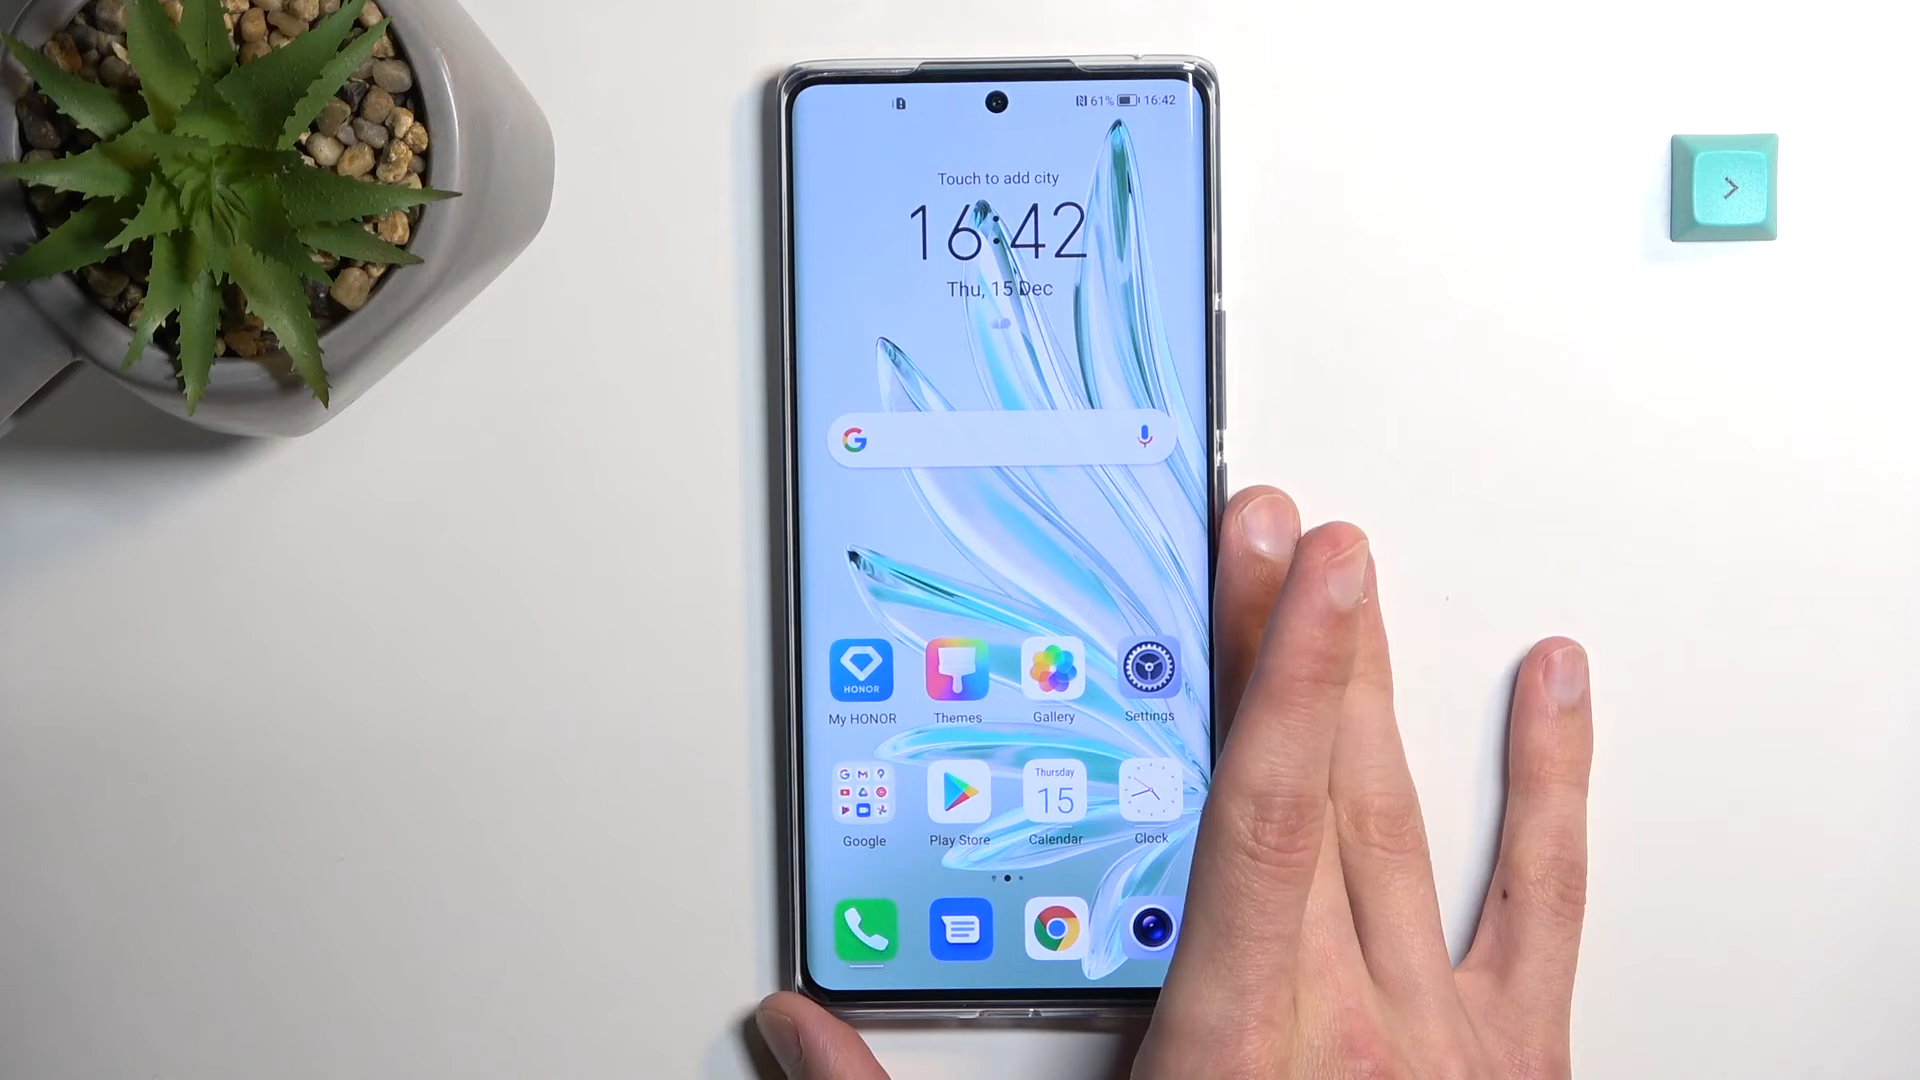 61% 16:42
Touch to add city
16:42
Thu, 15 Dec
G
HONOR
My HONOR
Themes
Gallery
Settings
Thursday
15
Google
Play Store
Calendar
Clock
>